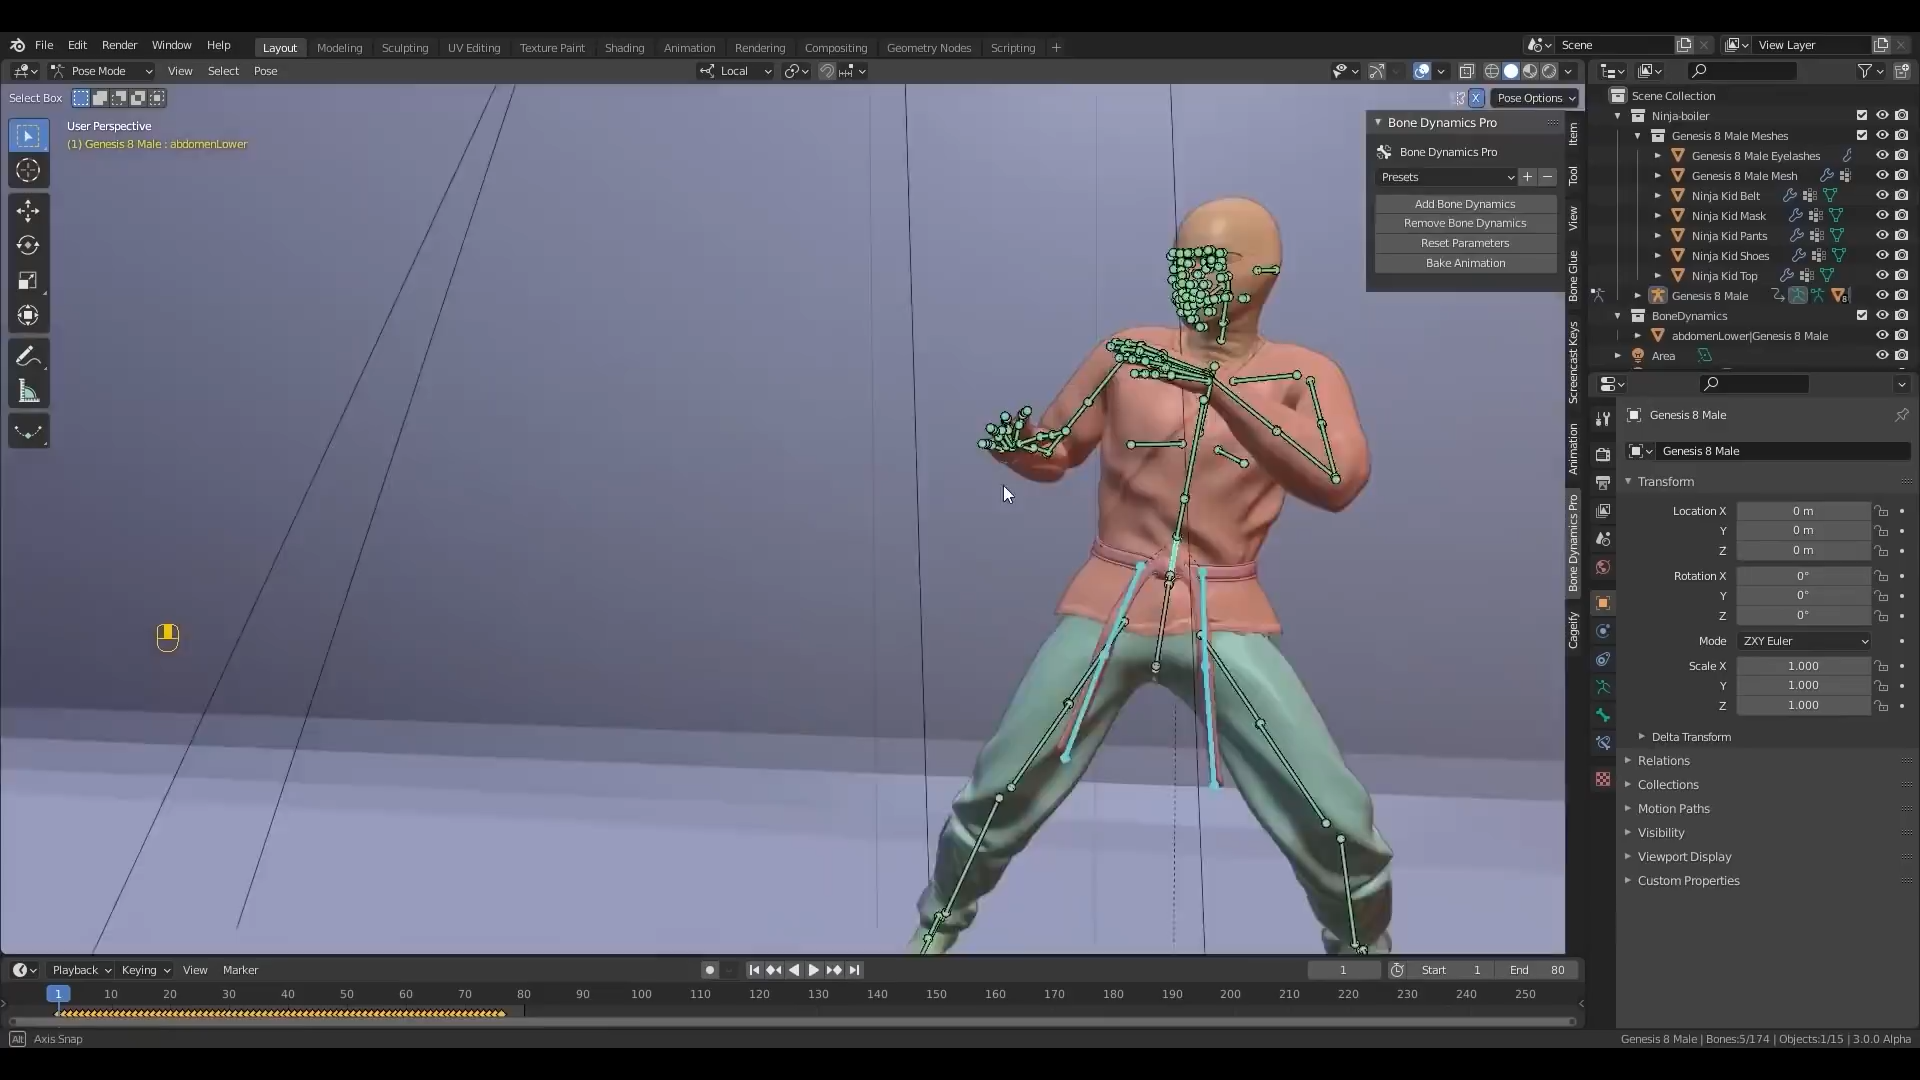 File Edit Render Window Help Layout Modeling Sculpting UV Editing Texture Paint Shading Animation Rendering Compositing Geometry Nodes Scripting + Scene View Layer
Pose Mode View Select Pose Local
Select Box X Pose Options
User Perspective
(1) Genesis 8 Male : abdomenLower
Bone Dynamics Pro
Bone Dynamics Pro
Presets
Add Bone Dynamics
Remove Bone Dynamics
Reset Parameters
Bake Animation
Item
Tool
View
Bone Glue
Screencast Keys
Animation
Bone Dynamics Pro
Cageify
Scene Collection
Ninja-boiler
Genesis 8 Male Meshes
Genesis 8 Male Eyelashes
Genesis 8 Male Mesh
Ninja Kid Belt
Ninja Kid Mask
Ninja Kid Pants
Ninja Kid Shoes
Ninja Kid Top
Genesis 8 Male 8
BoneDynamics
abdomenLower|Genesis 8 Male
Area
Genesis 8 Male
Genesis 8 Male
Transform
Location X 0 m
Y 0 m
Z 0 m
Rotation X 0°
Y 0°
Z 0°
Mode ZXY Euler
Scale X 1.000
Y 1.000
Z 1.000
Delta Transform
Relations
Collections
Motion Paths
Visibility
Viewport Display
Custom Properties
Playback Keying View Marker 1 Start 1 End 80
1 10 20 30 40 50 60 70 80 90 100 110 120 130 140 150 160 170 180 190 200 210 220 230 240 250
Alt Axis Snap Genesis 8 Male | Bones:5/174 | Objects:1/15 | 3.0.0 Alpha